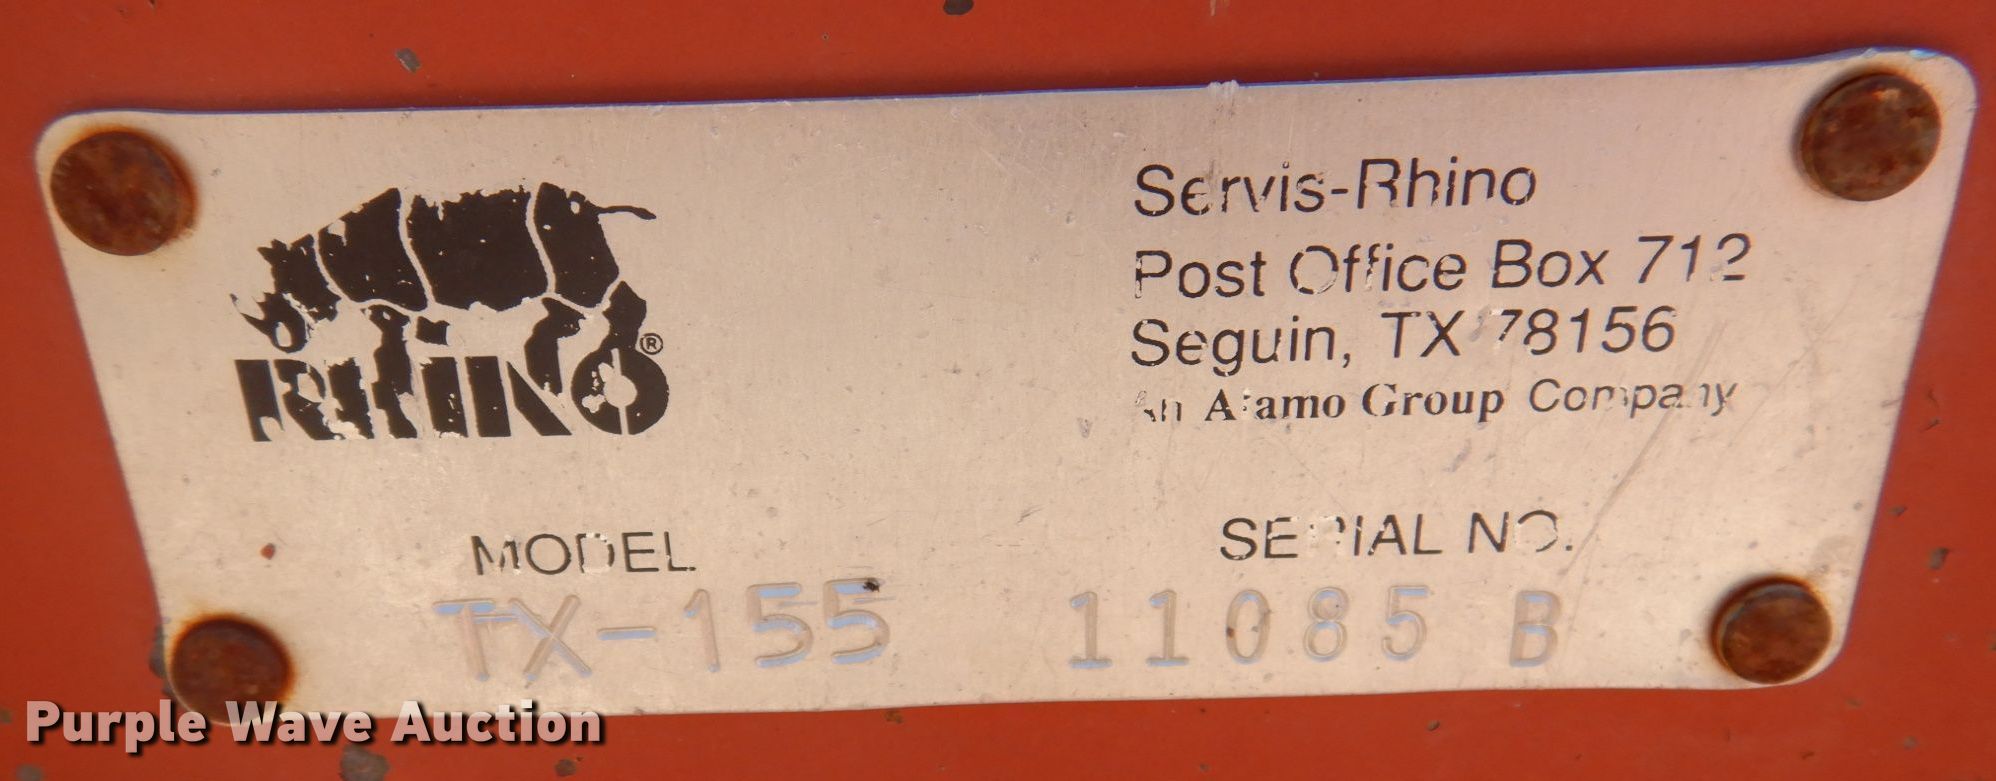 RHINO®
Servis-Rhino
Post Office Box 712
Seguin, TX 78156
An Alamo Group Company
MODEL
TX-155
SERIAL NO.
11085 B
Purple Wave Auction